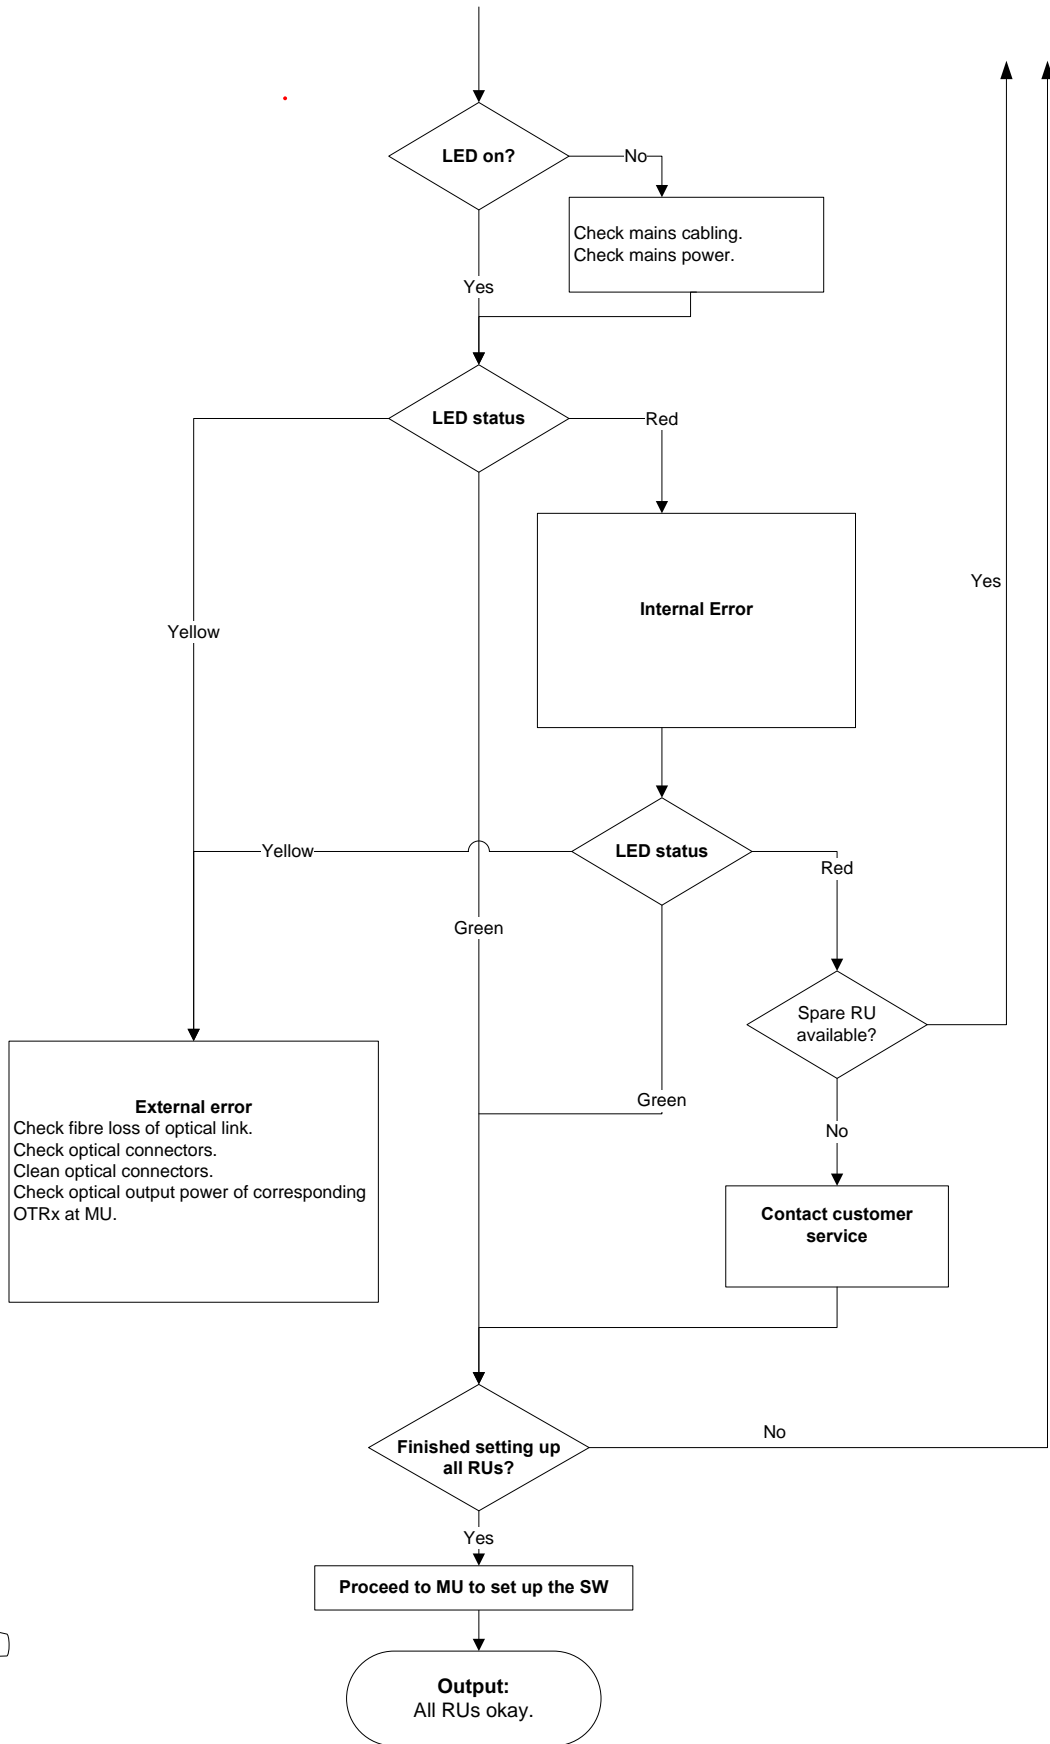 LED on?
No
Check mains cabling.
Check mains power.
Yes
LED status
Red
Yes
Internal Error
Yellow
LED status
Yellow
Red
Green
Spare RU
available?
External error
Check fibre loss of optical link.
Check optical connectors.
Clean optical connectors.
Check optical output power of corresponding
OTRx at MU.
Green
No
Contact customer
service
Finished setting up
all RUs?
No
Yes
Proceed to MU to set up the SW
Output:
All RUs okay.